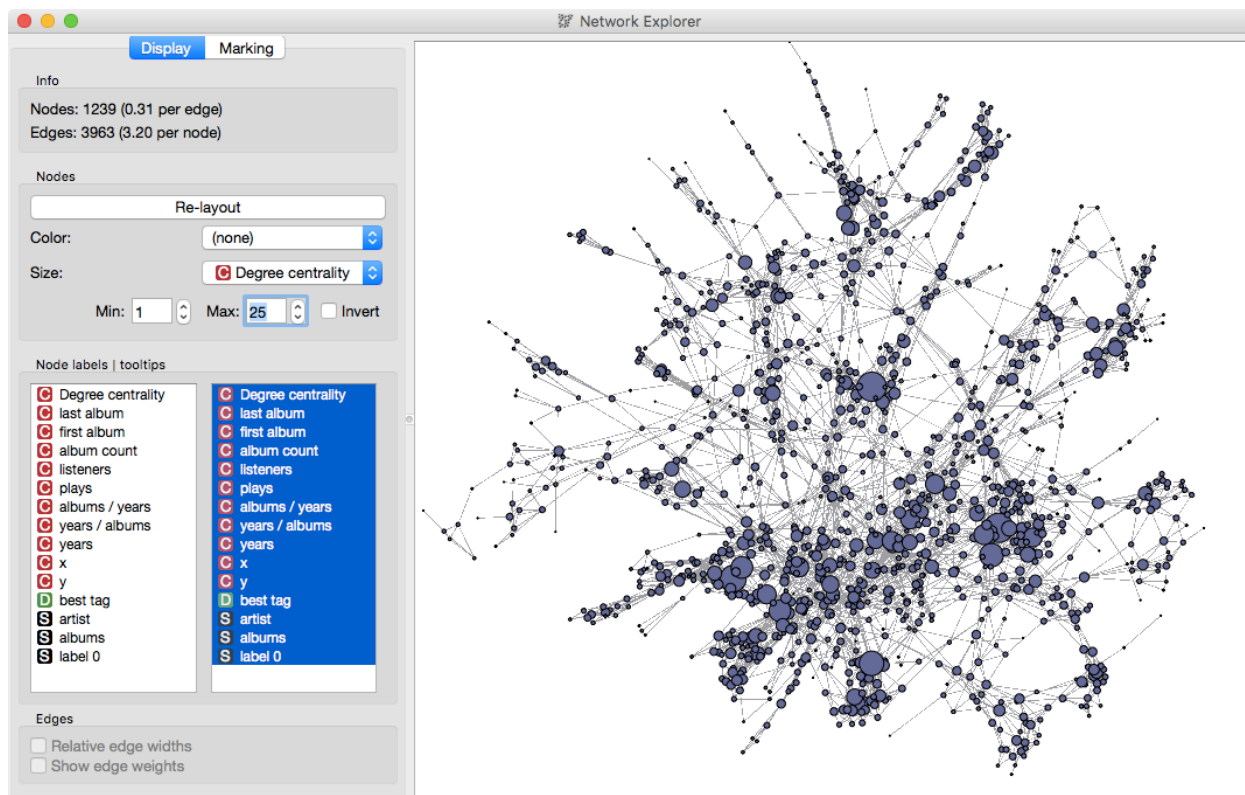 Network Explorer
Display Marking
Info
Nodes: 1239 (0.31 per edge)
Edges: 3963 (3.20 per node)
Nodes
Re-layout
Color: (none)
Size: C Degree centrality
Min: 1 Max: 25 Invert
Node labels | tooltips
C Degree centrality C Degree centrality
C last album C last album
C first album C first album
C album count C album count
C listeners C listeners
C plays C plays
C albums / years C albums / years
C years / albums C years / albums
C years C years
C x C x
C y C y
D best tag D best tag
S artist S artist
S albums S albums
S label 0 S label 0
Edges
Relative edge widths
Show edge weights